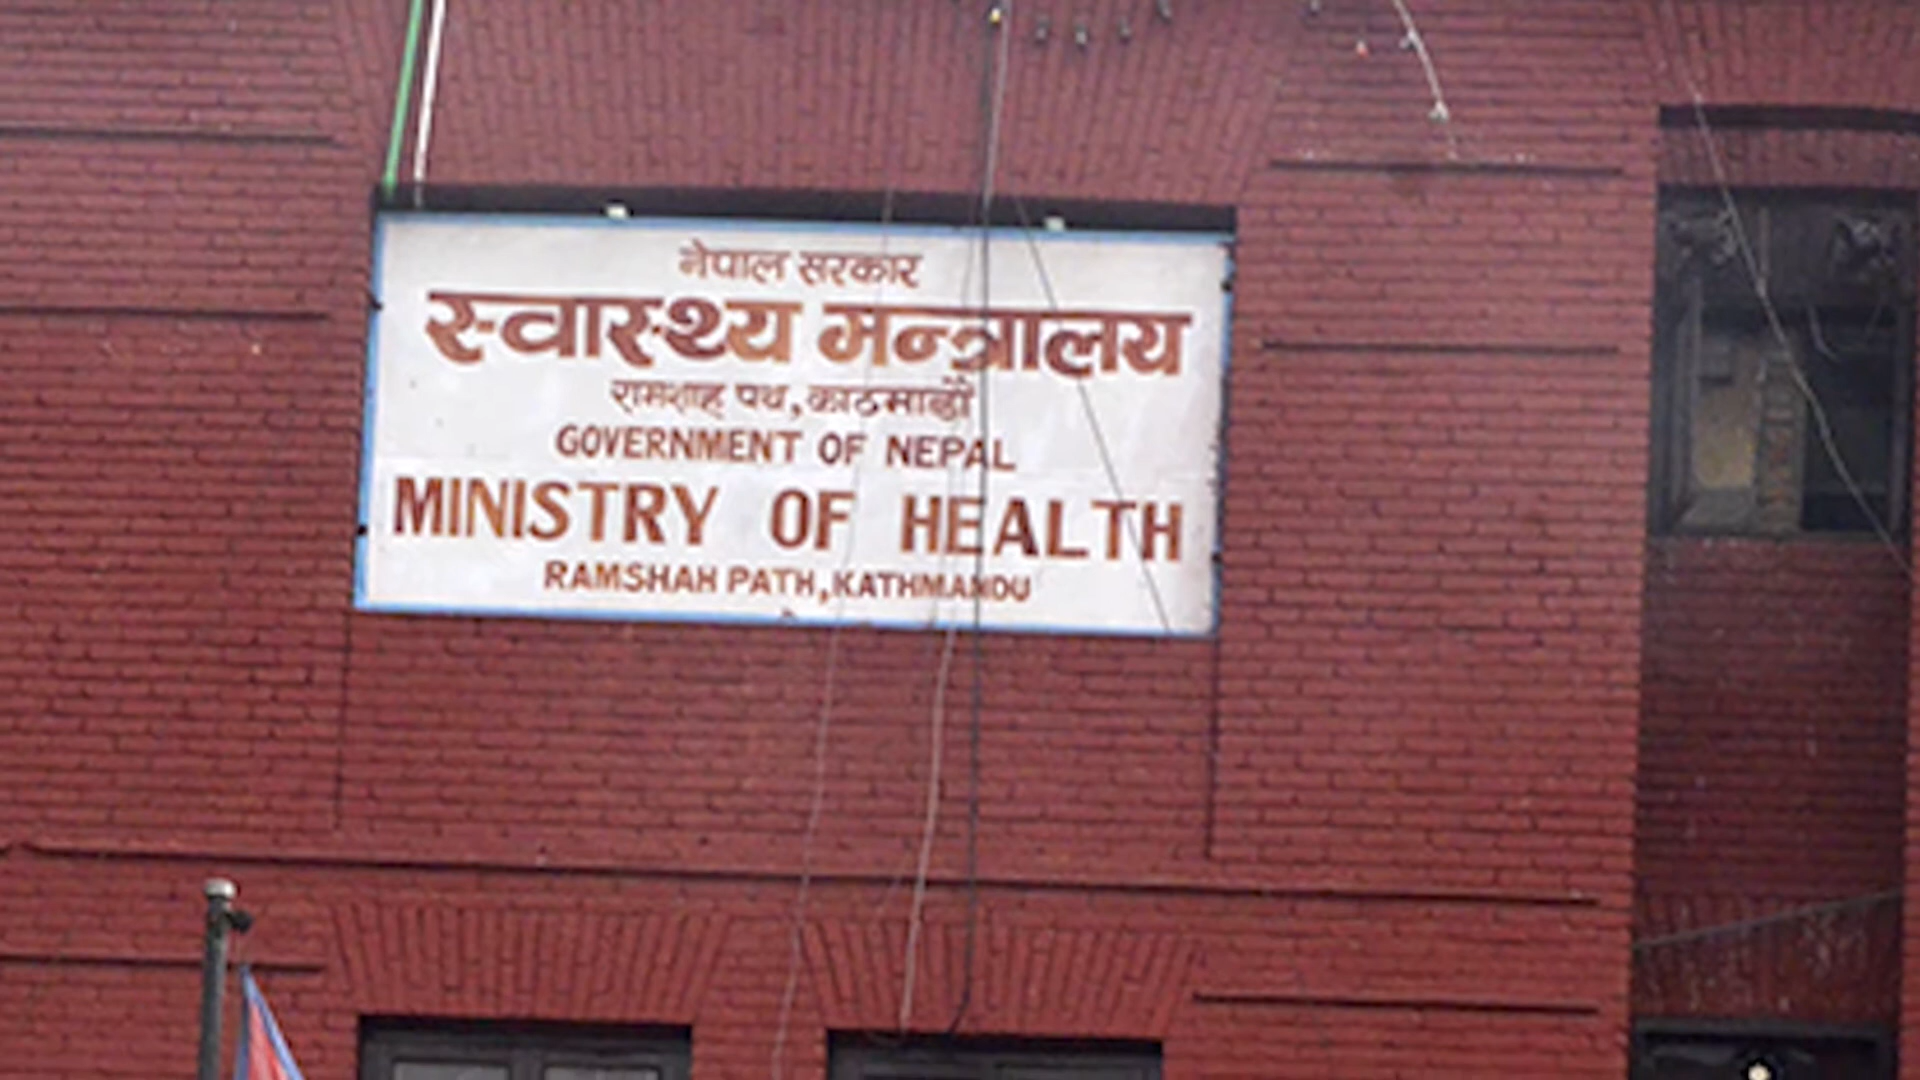 नेपाल सरकार
स्वास्थ्य मन्त्रालय
रामशाह पथ, काठमाडौं
GOVERNMENT OF NEPAL
MINISTRY OF HEALTH
RAMSHAH PATH, KATHMANDU